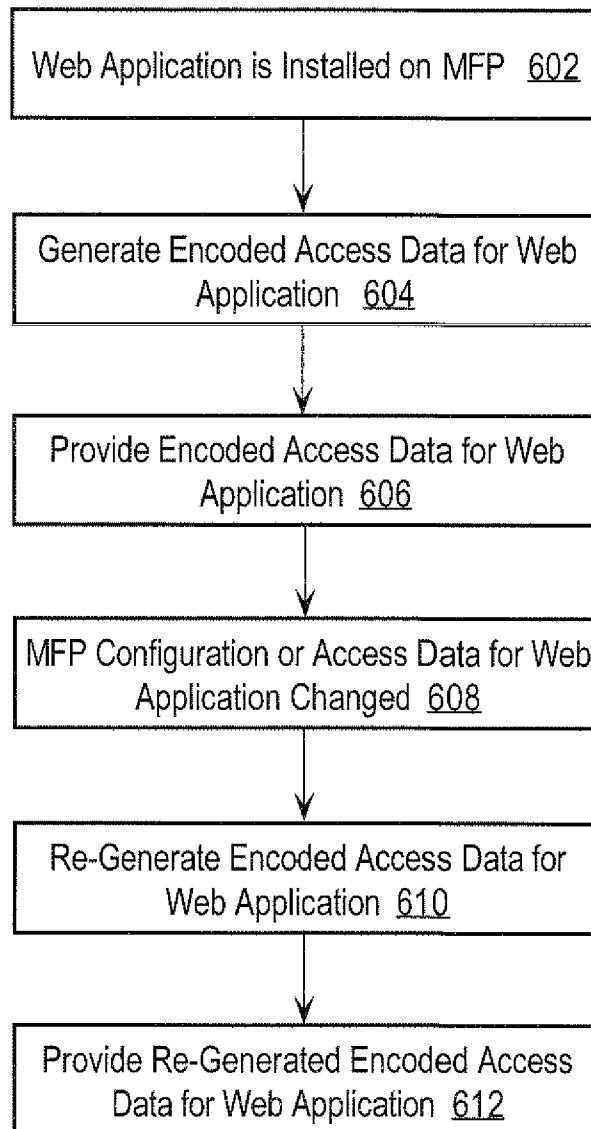 Web Application is Installed on MFP 602
Generate Encoded Access Data for Web
Application 604
Provide Encoded Access Data for Web
Application 606
MFP Configuration or Access Data for Web
Application Changed 608
Re-Generate Encoded Access Data for
Web Application 610
Provide Re-Generated Encoded Access
Data for Web Application 612